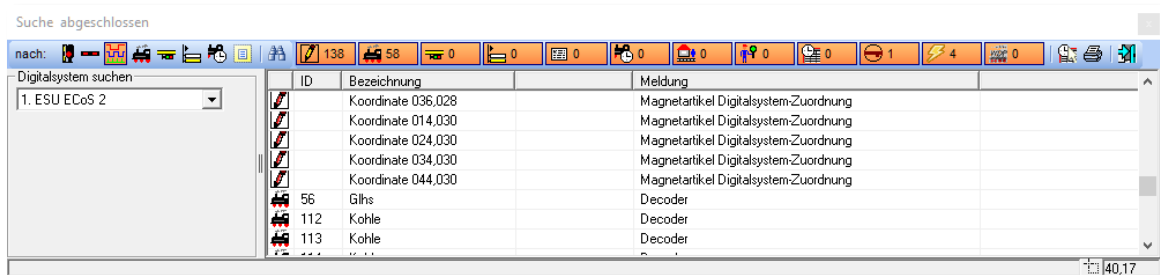 Suche abgeschlossen
nach: 138 58 0 0 0 0 0 0 0 1 4 0
Digitalsystem suchen
1. ESU ECoS 2
ID Bezeichnung Meldung
Koordinate 036,028 Magnetartikel Digitalsystem-Zuordnung
Koordinate 014,030 Magnetartikel Digitalsystem-Zuordnung
Koordinate 024,030 Magnetartikel Digitalsystem-Zuordnung
Koordinate 034,030 Magnetartikel Digitalsystem-Zuordnung
Koordinate 044,030 Magnetartikel Digitalsystem-Zuordnung
56 Glhs Decoder
112 Kohle Decoder
113 Kohle Decoder
40,17